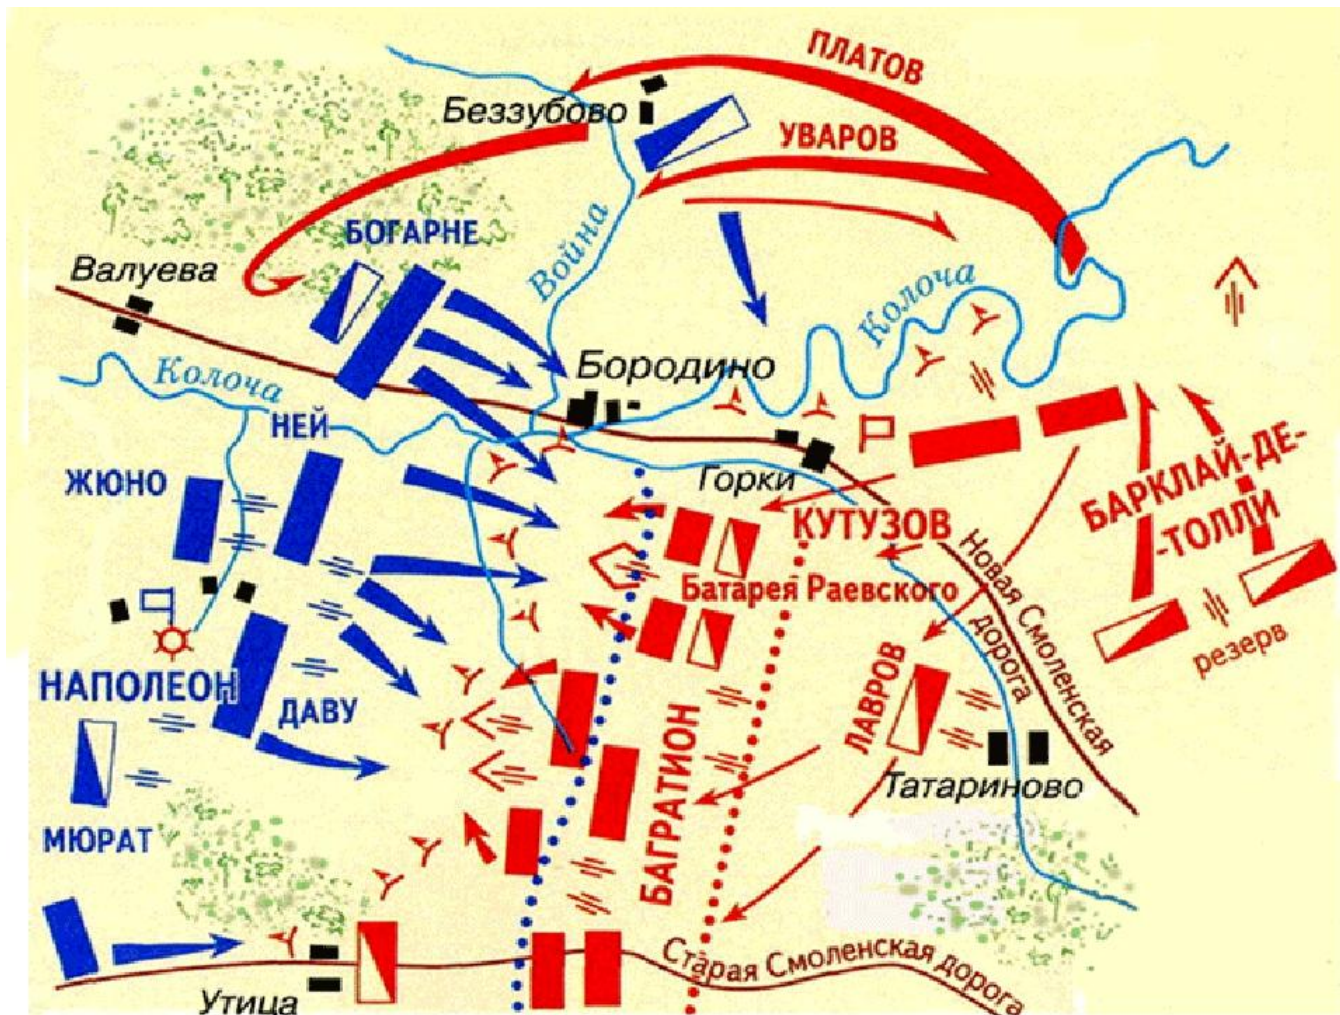 ПЛАТОВ
Беззубово
УВАРОВ
БОГАРНЕ
Война
Валуева
Колоча
Колоча
Бородино
НЕЙ
ЖЮНО
Горки
БАРКЛАЙ-ДЕ-
-ТОЛЛИ
КУТУЗОВ
Новая Смоленская
дорога
Батарея Раевского
резерв
НАПОЛЕОН
ДАВУ
ЛАВРОВ
БАГРАТИОН
Татариново
МЮРАТ
Старая Смоленская дорога
Утица